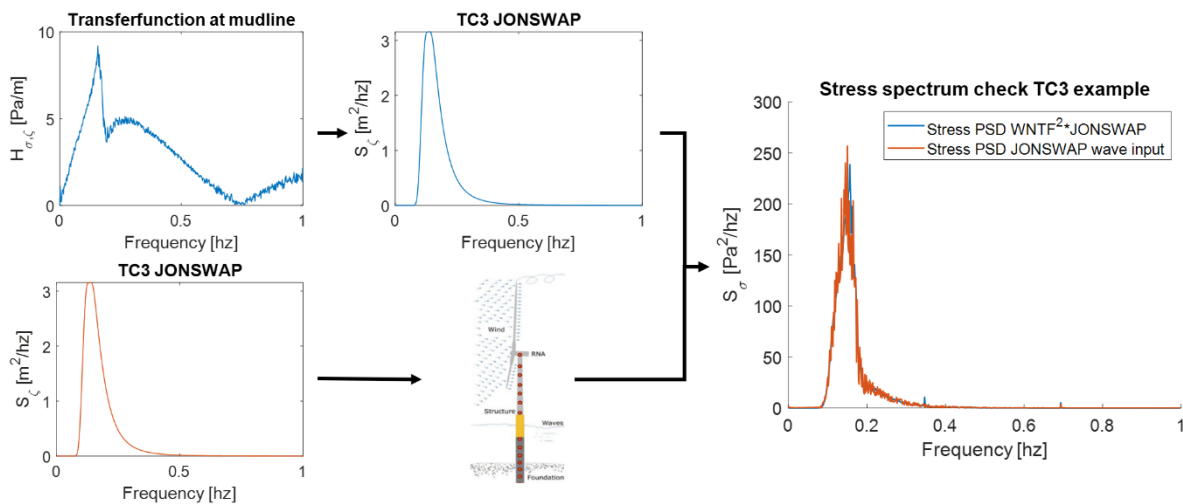 Transferfunction at mudline
10
5
0
H_{σ,ζ} [Pa/m]
0 0.5 1
Frequency [hz]
TC3 JONSWAP
3
2
1
0
S_ζ [m²/hz]
0 0.5 1
Frequency [hz]
TC3 JONSWAP
3
2
1
0
S_ζ [m²/hz]
0 0.5 1
Frequency [hz]
Wind
RNA
Structure
Waves
Foundation
Stress spectrum check TC3 example
300
250
200
150
100
50
0
S_σ [Pa²/hz]
Stress PSD WNTF²*JONSWAP
Stress PSD JONSWAP wave input
0 0.2 0.4 0.6 0.8 1
Frequency [hz]